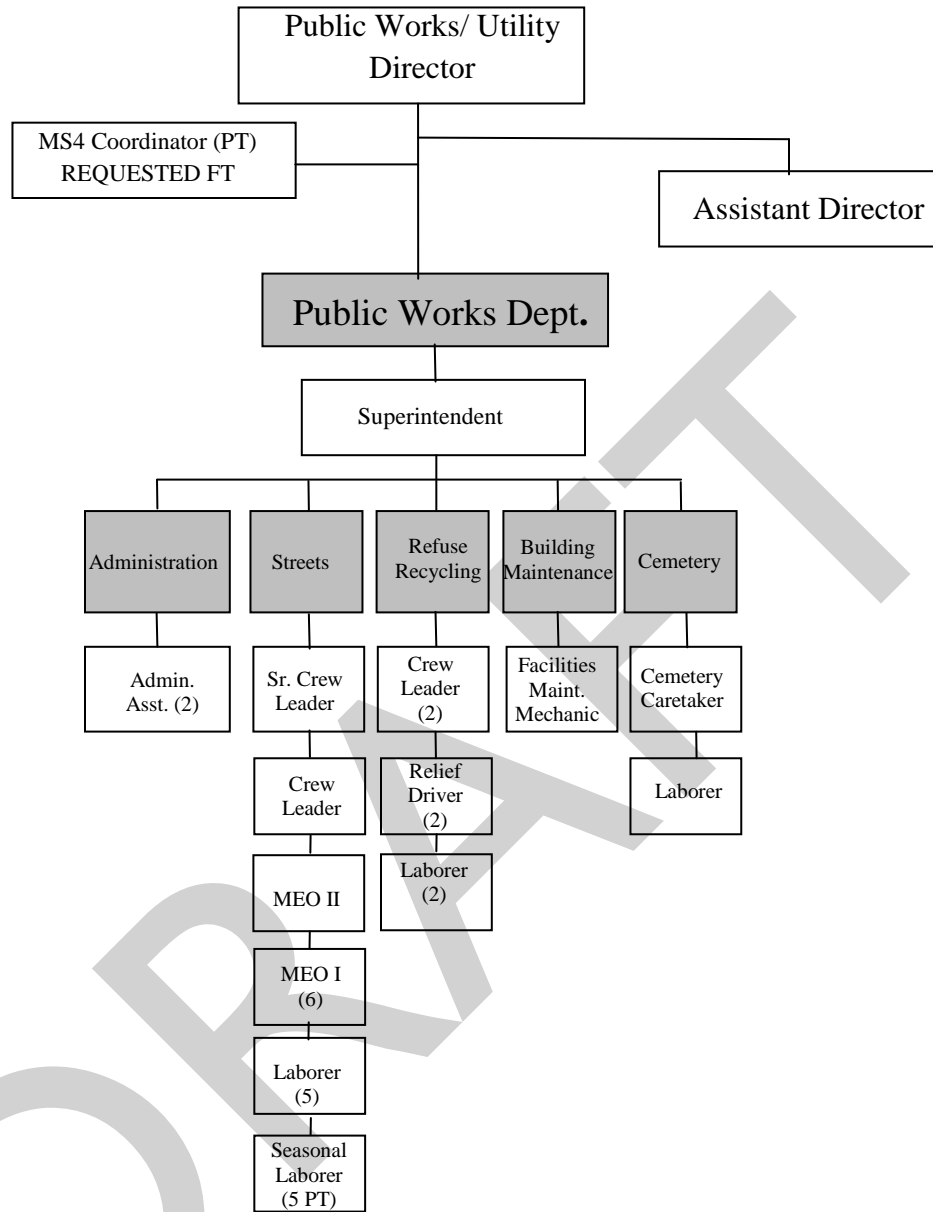 Public Works/ Utility
Director
MS4 Coordinator (PT)
REQUESTED FT
Assistant Director
Public Works Dept.
Superintendent
Administration
Streets
Refuse
Recycling
Building
Maintenance
Cemetery
Admin.
Asst. (2)
Sr. Crew
Leader
Crew
Leader
(2)
Facilities
Maint.
Mechanic
Cemetery
Caretaker
Crew
Leader
Relief
Driver
(2)
Laborer
MEO II
Laborer
(2)
MEO I
(6)
Laborer
(5)
Seasonal
Laborer
(5 PT)
DRAFT